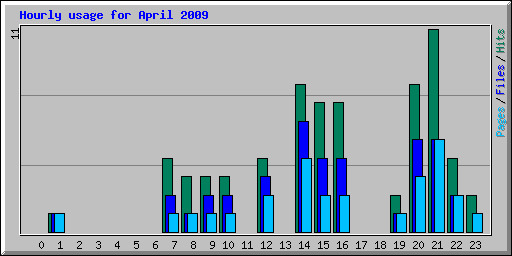 Hourly usage for April 2009
11
Pages / Files / Hits
0 1 2 3 4 5 6 7 8 9 10 11 12 13 14 15 16 17 18 19 20 21 22 23